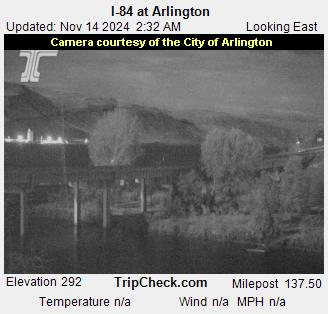 I-84 at Arlington
Updated: Nov 14 2024 2:32 AM Looking East
Camera courtesy of the City of Arlington
Elevation 292 TripCheck.com Milepost 137.50
Temperature n/a Wind n/a MPH n/a